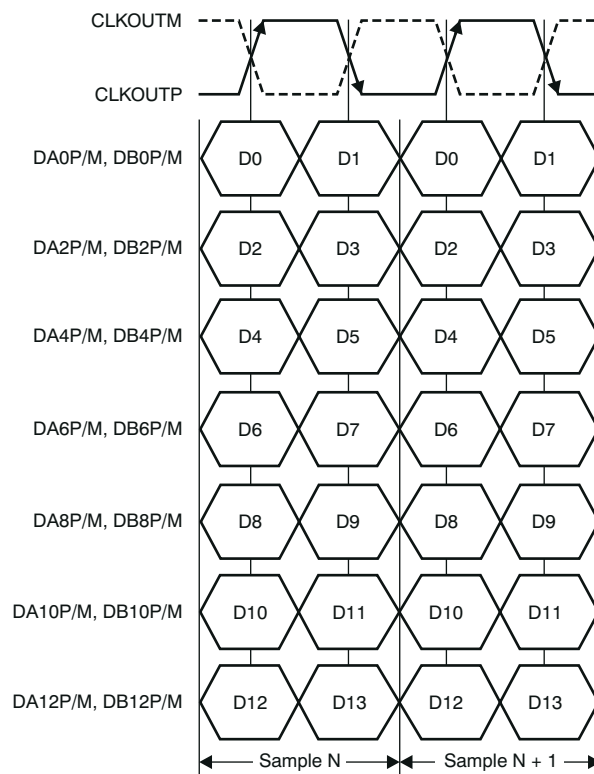 CLKOUTM
CLKOUTP
DA0P/M, DB0P/M D0 D1 D0 D1
DA2P/M, DB2P/M D2 D3 D2 D3
DA4P/M, DB4P/M D4 D5 D4 D5
DA6P/M, DB6P/M D6 D7 D6 D7
DA8P/M, DB8P/M D8 D9 D8 D9
DA10P/M, DB10P/M D10 D11 D10 D11
DA12P/M, DB12P/M D12 D13 D12 D13
Sample N Sample N + 1